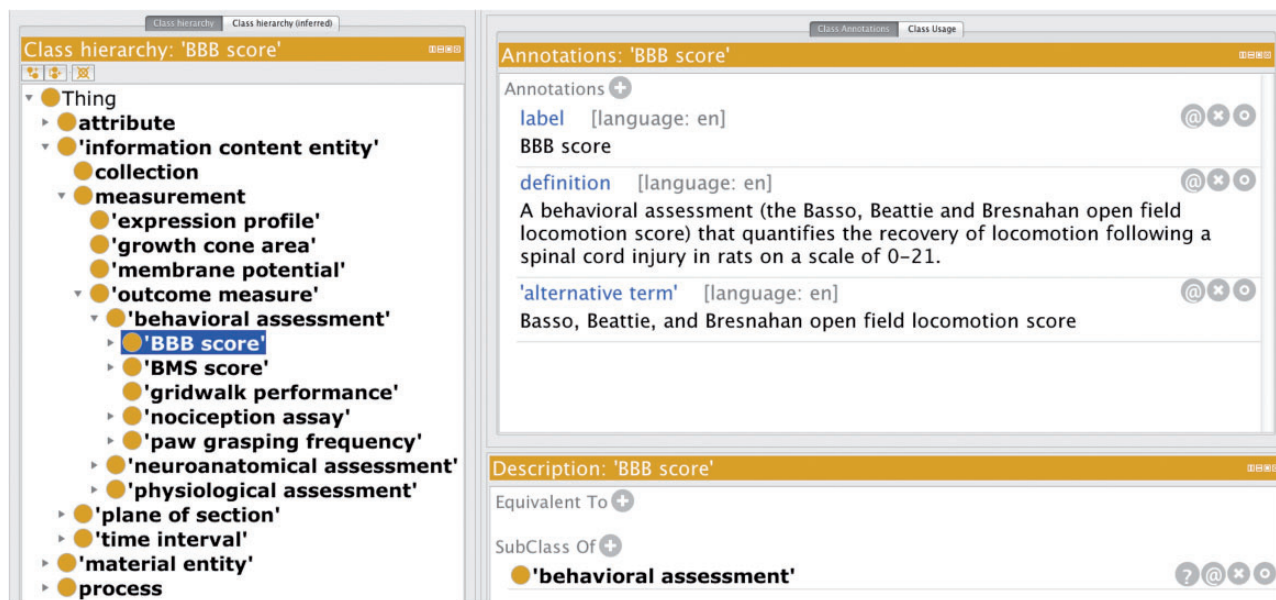 Class hierarchy Class hierarchy (inferred)
Class hierarchy: 'BBB score'
Thing
attribute
'information content entity'
collection
measurement
'expression profile'
'growth cone area'
'membrane potential'
'outcome measure'
'behavioral assessment'
'BBB score'
'BMS score'
'gridwalk performance'
'nociception assay'
'paw grasping frequency'
'neuroanatomical assessment'
'physiological assessment'
'plane of section'
'time interval'
'material entity'
process
Class Annotations Class Usage
Annotations: 'BBB score'
Annotations
label [language: en]
BBB score
definition [language: en]
A behavioral assessment (the Basso, Beattie and Bresnahan open field
locomotion score) that quantifies the recovery of locomotion following a
spinal cord injury in rats on a scale of 0–21.
'alternative term' [language: en]
Basso, Beattie, and Bresnahan open field locomotion score
Description: 'BBB score'
Equivalent To
SubClass Of
'behavioral assessment'